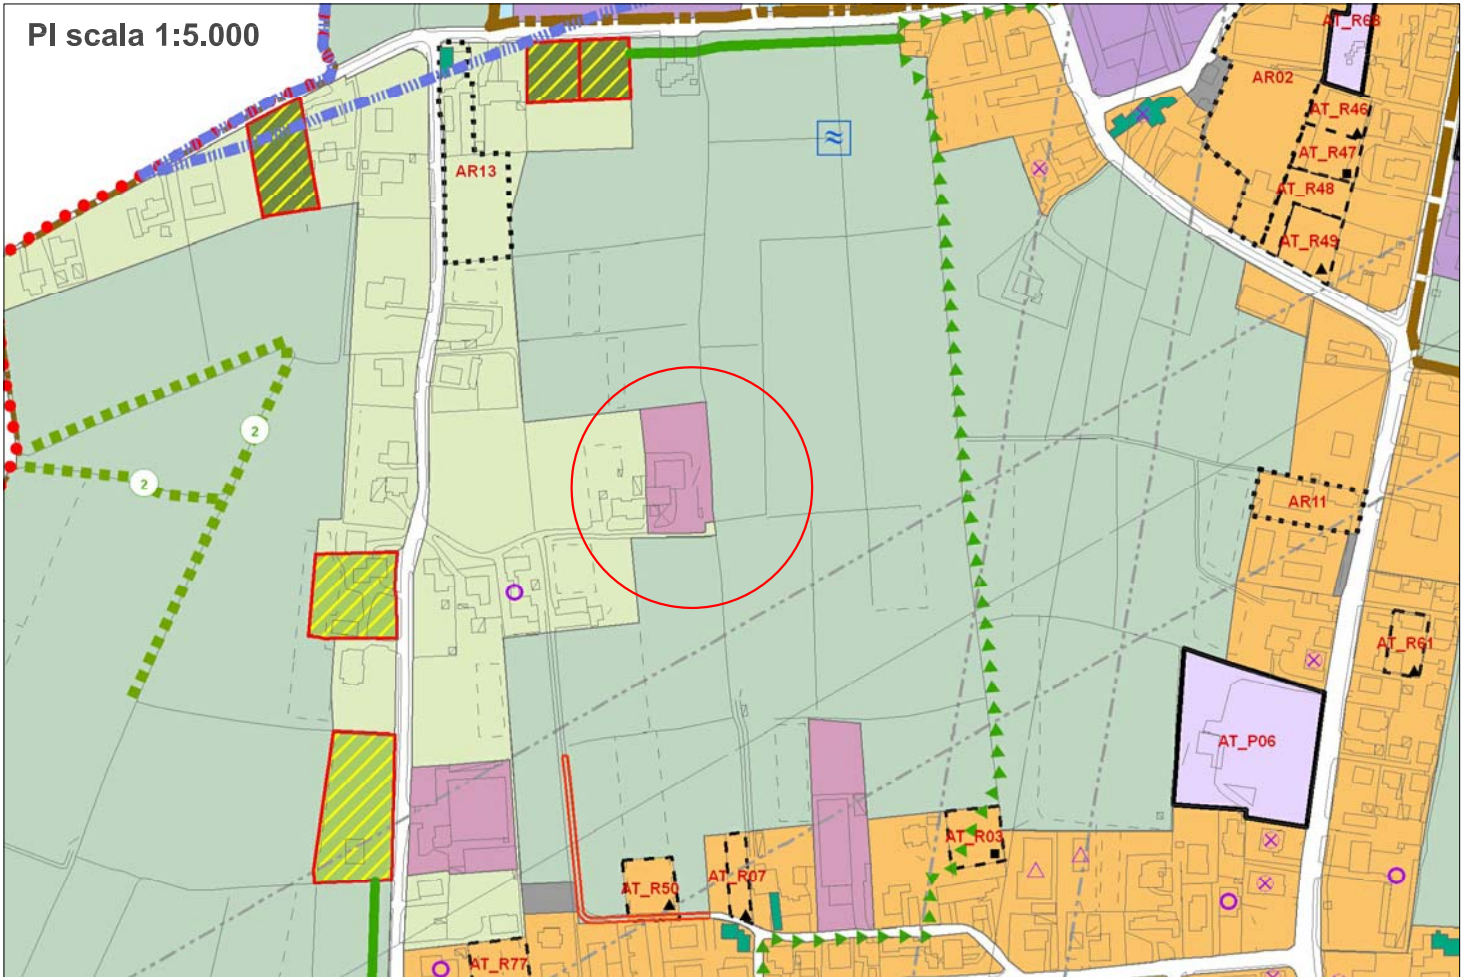 PI scala 1:5.000
AT_R68
AR02
AT_R46
AT_R47
AR13
AT_R48
AT_R49
2
2
AR11
AT_R61
AT_P06
AT_R03
AT_R50
AT_R07
AT_R77